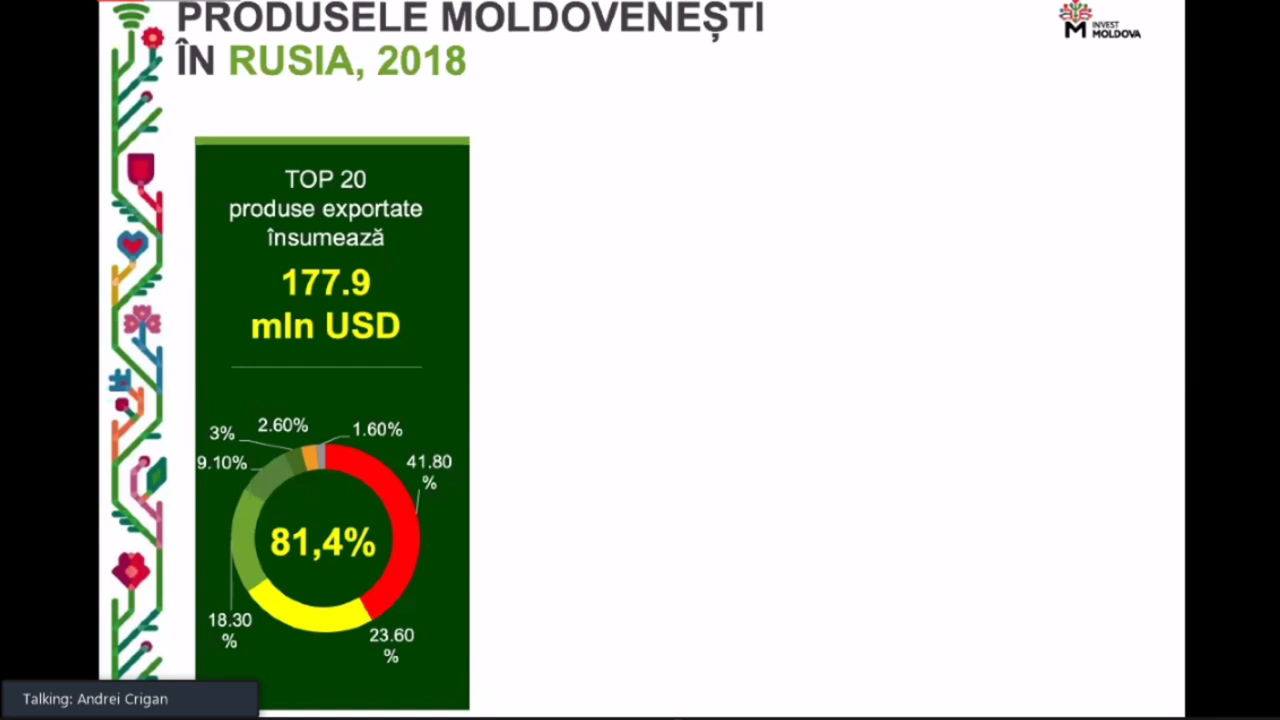 PRODUSELE MOLDOVENEȘTI
ÎN RUSIA, 2018
INVEST
MOLDOVA
TOP 20
produse exportate
însumează
177.9
mln USD
2.60%
1.60%
3%
9.10%
41.80
%
81,4%
18.30
%
23.60
%
Talking: Andrei Crigan